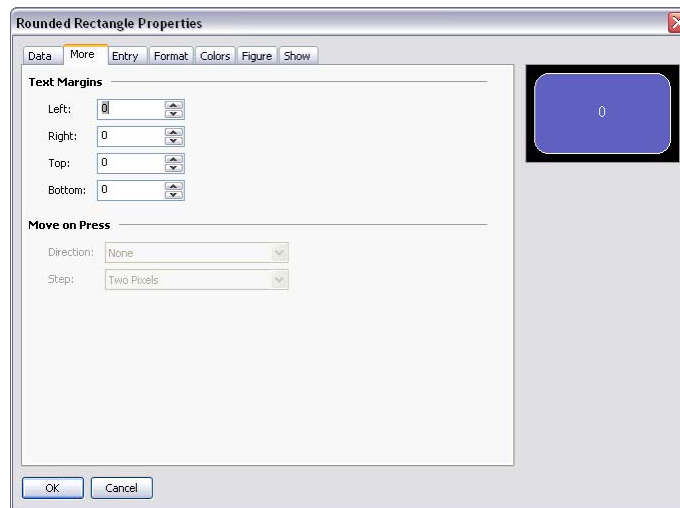 Rounded Rectangle Properties
Data More Entry Format Colors Figure Show
Text Margins
Left: 0
Right: 0
Top: 0
Bottom: 0
0
Move on Press
Direction: None
Step: Two Pixels
OK Cancel